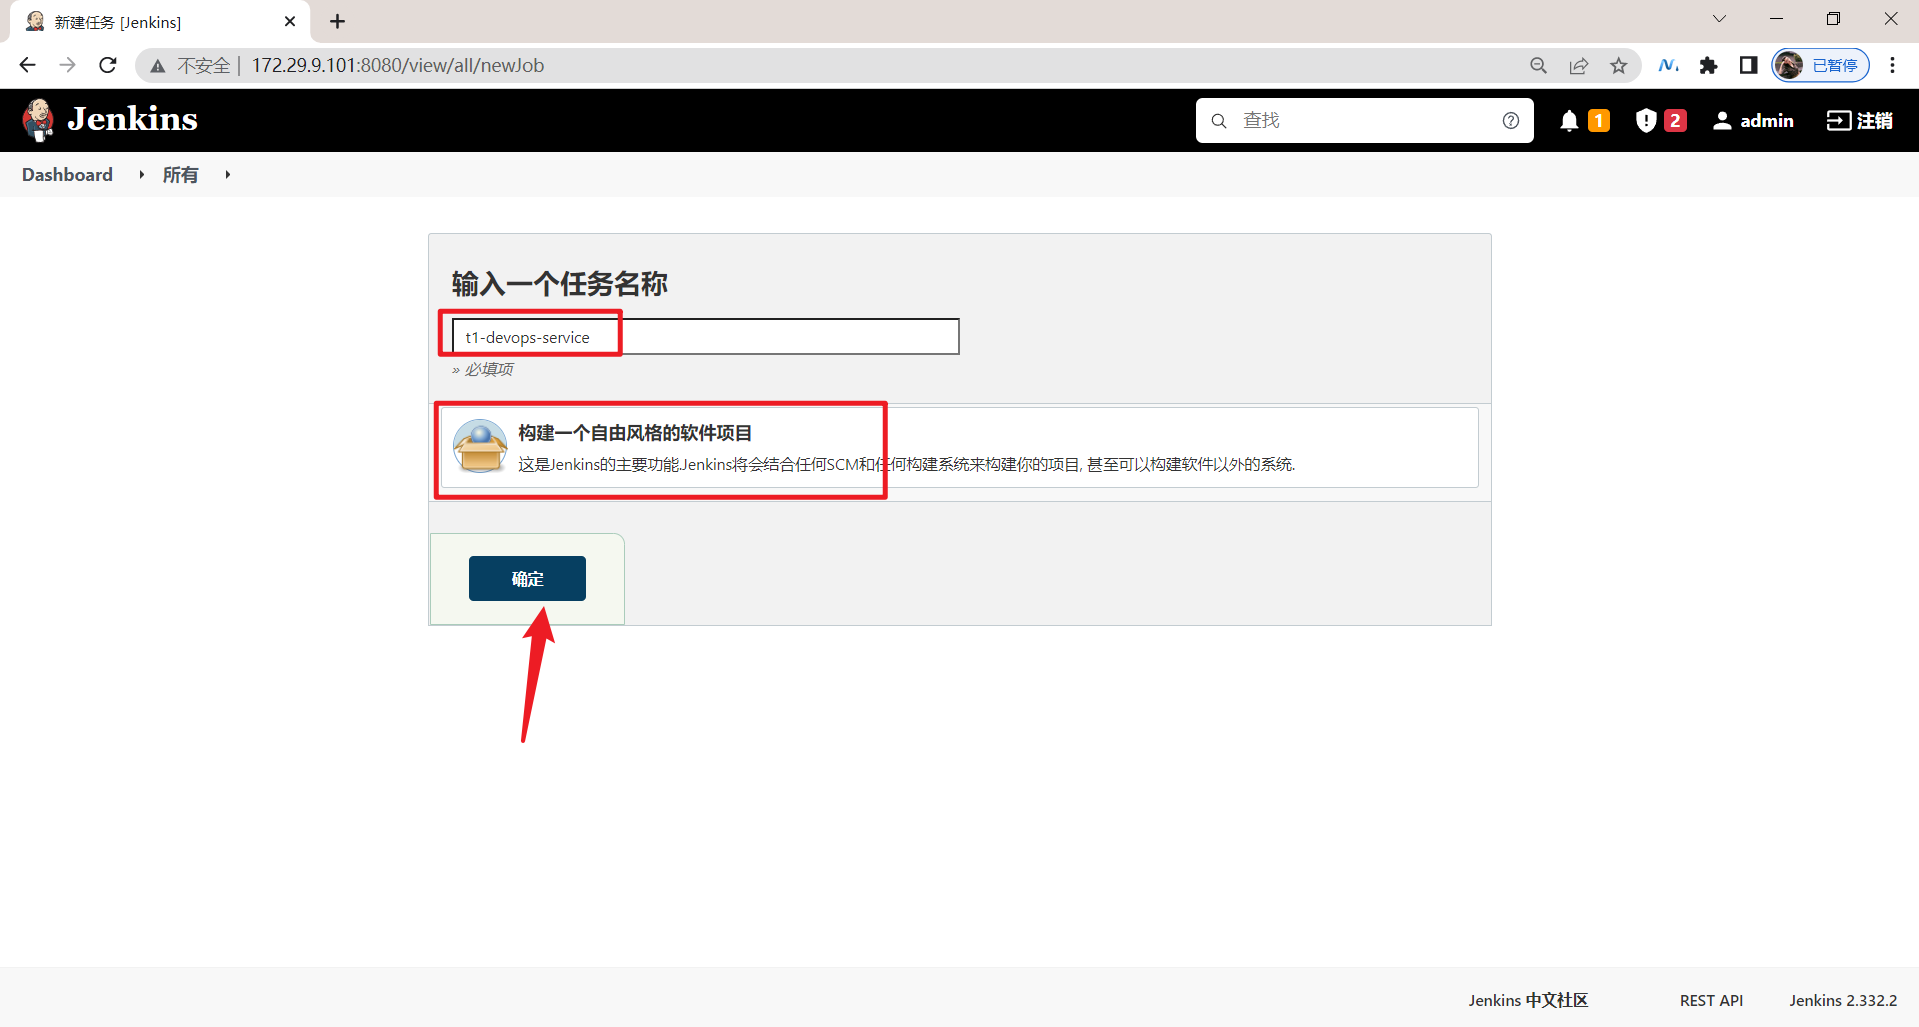 新建任务 [Jenkins]
不安全 | 172.29.9.101:8080/view/all/newJob
已暂停
Jenkins
查找
1
2
admin
注销
Dashboard
所有
输入一个任务名称
t1-devops-service
» 必填项
构建一个自由风格的软件项目
这是Jenkins的主要功能.Jenkins将会结合任何SCM和任何构建系统来构建你的项目, 甚至可以构建软件以外的系统.
确定
Jenkins 中文社区
REST API
Jenkins 2.332.2